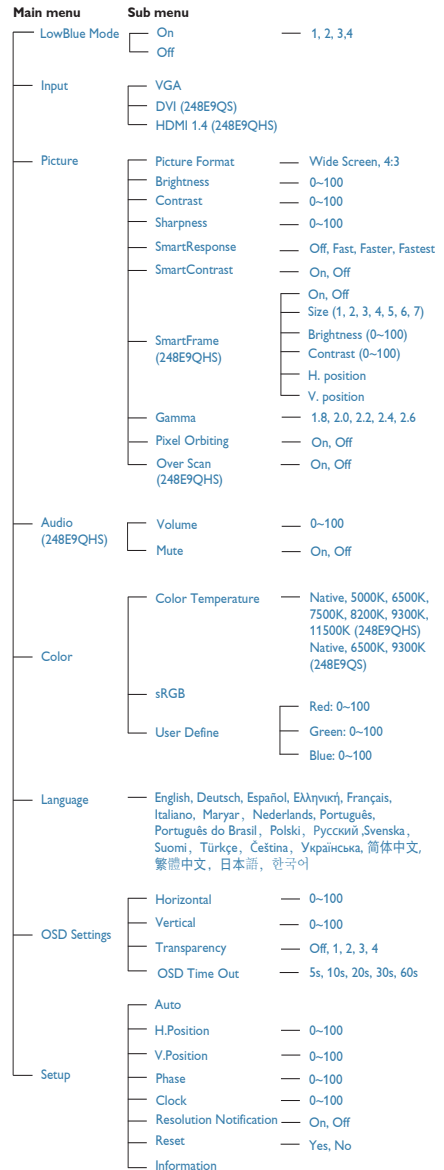 Main menu Sub menu
LowBlue Mode On 1, 2, 3,4
Off
Input VGA
DVI (248E9QS)
HDMI 1.4 (248E9QHS)
Picture Picture Format Wide Screen, 4:3
Brightness 0~100
Contrast 0~100
Sharpness 0~100
SmartResponse Off, Fast, Faster, Fastest
SmartContrast On, Off
SmartFrame
(248E9QHS)
On, Off
Size (1, 2, 3, 4, 5, 6, 7)
Brightness (0~100)
Contrast (0~100)
H. position
V. position
Gamma 1.8, 2.0, 2.2, 2.4, 2.6
Pixel Orbiting On, Off
Over Scan On, Off
(248E9QHS)
Audio Volume 0~100
(248E9QHS)
Mute On, Off
Color
Color Temperature Native, 5000K, 6500K,
7500K, 8200K, 9300K,
11500K (248E9QHS)
Native, 6500K, 9300K
(248E9QS)
sRGB
User Define
Red: 0~100
Green: 0~100
Blue: 0~100
Language English, Deutsch, Español, Ελληνική, Français,
Italiano, Maryar, Nederlands, Português,
Português do Brasil, Polski, Русский ,Svenska,
Suomi, Türkçe, Čeština, Українська, 简体中文,
繁體中文, 日本語, 한국어
OSD Settings
Horizontal 0~100
Vertical 0~100
Transparency Off, 1, 2, 3, 4
OSD Time Out 5s, 10s, 20s, 30s, 60s
Setup
Auto
H.Position 0~100
V.Position 0~100
Phase 0~100
Clock 0~100
Resolution Notification On, Off
Reset Yes, No
Information